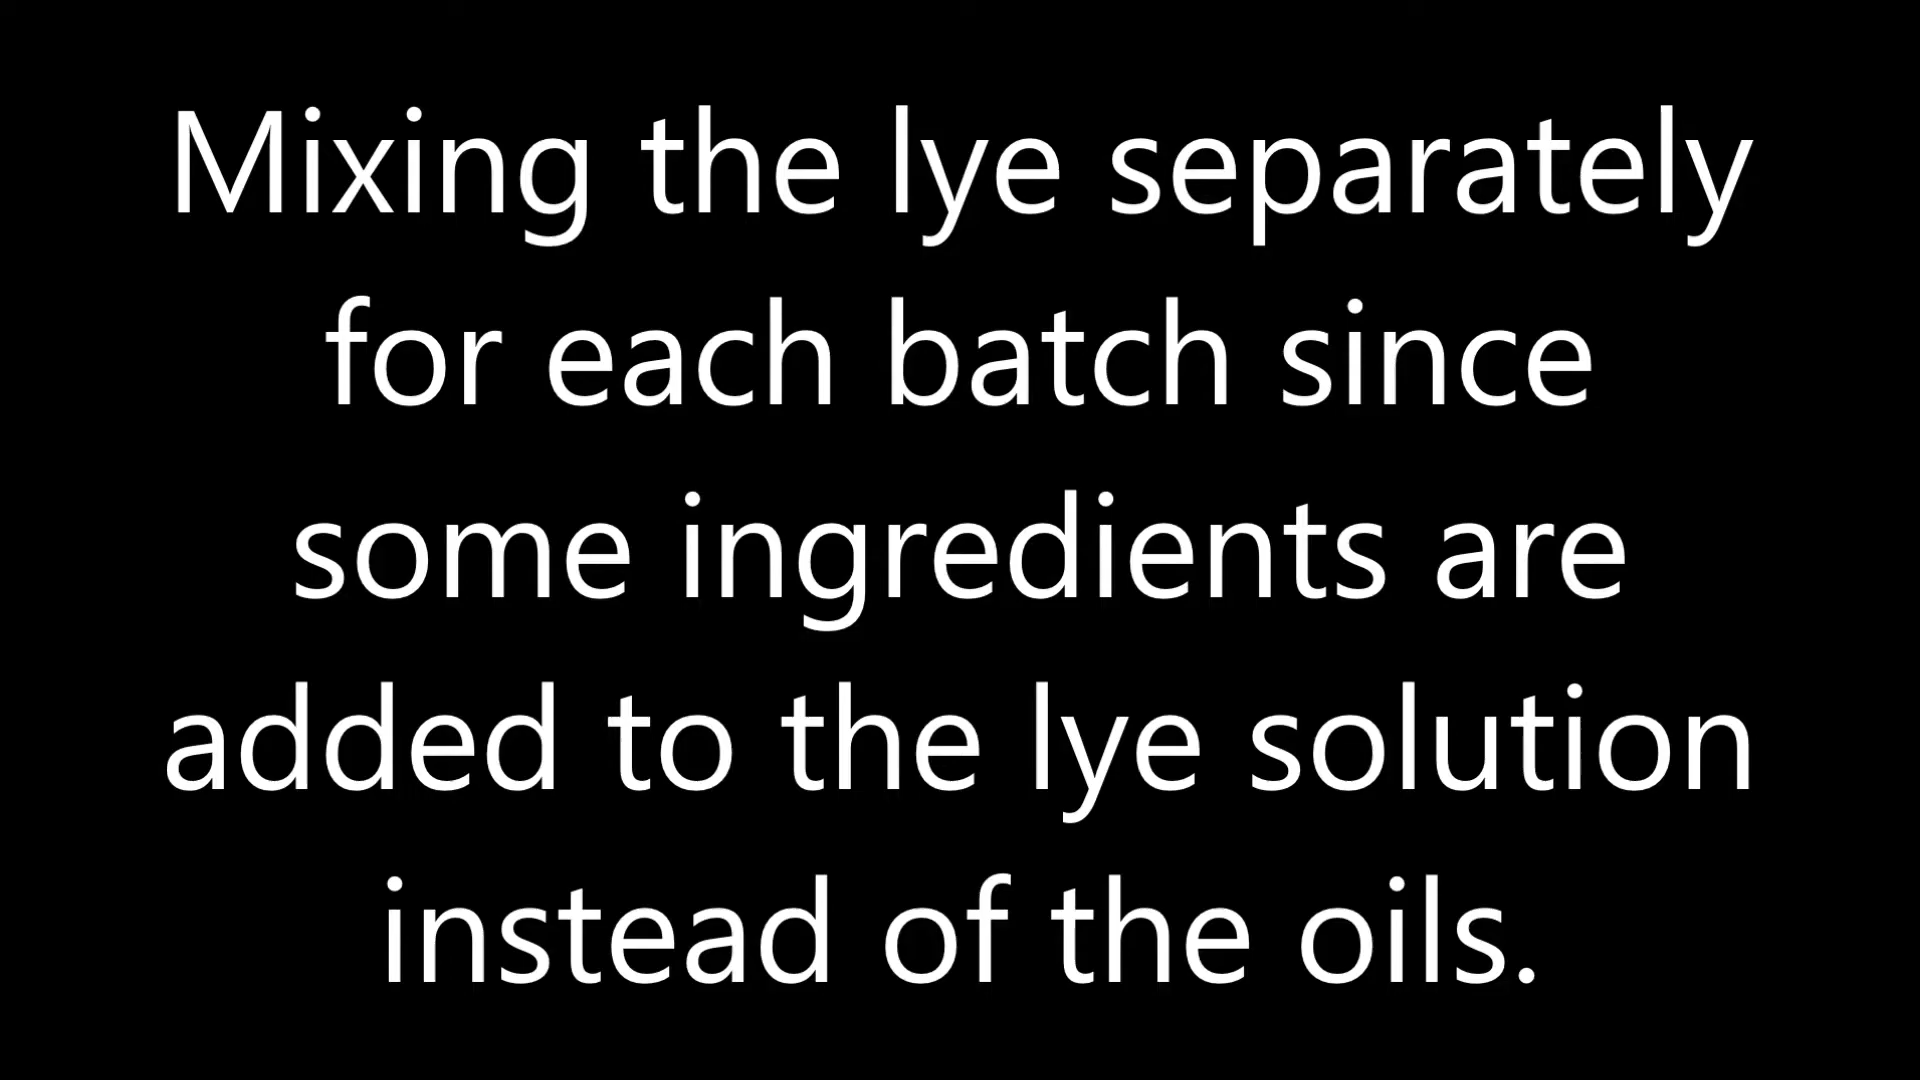 Mixing the lye separately
for each batch since
some ingredients are
added to the lye solution
instead of the oils.